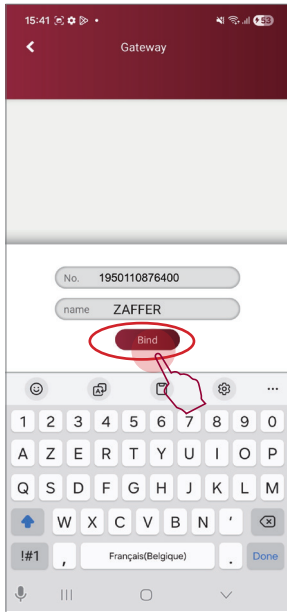 15:41 53
Gateway
No. 1950110876400
name ZAFFER
Bind
1 2 3 4 5 6 7 8 9 0
A Z E R T Y U I O P
Q S D F G H J K L M
W X C V B N '
!#1 , Français(Belgique) . Done